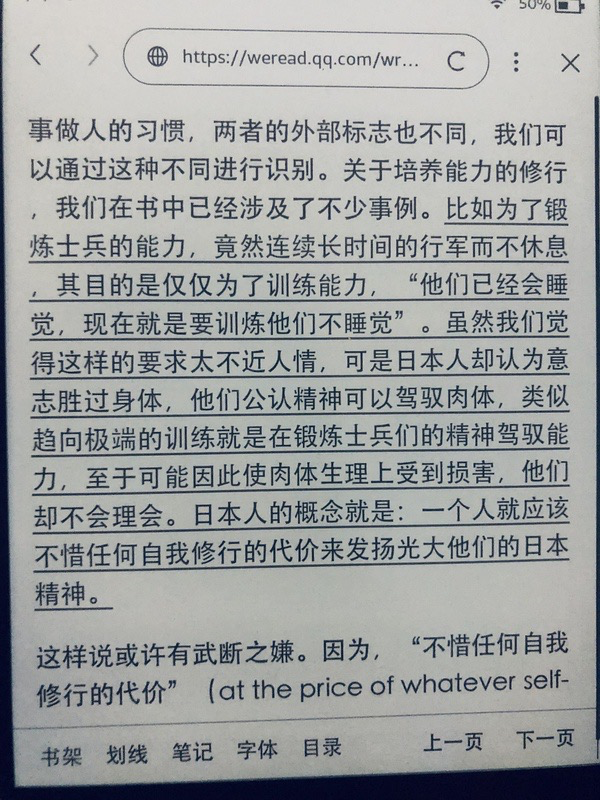 50%
https://weread.qq.com/wr...
事做人的习惯，两者的外部标志也不同，我们可
以通过这种不同进行识别。关于培养能力的修行
，我们在书中已经涉及了不少事例。比如为了锻
炼士兵的能力，竟然连续长时间的行军而不休息
，其目的是仅仅为了训练能力，“他们已经会睡
觉，现在就是要训炼他们不睡觉”。虽然我们觉
得这样的要求太不近人情，可是日本人却认为意
志胜过身体，他们公认精神可以驾驭肉体，类似
趋向极端的训练就是在锻炼士兵们的精神驾驭能
力，至于可能因此使肉体生理上受到损害，他们
却不会理会。日本人的概念就是：一个人就应该
不惜任何自我修行的代价来发扬光大他们的日本
精神。
这样说或许有武断之嫌。因为，“不惜任何自我
修行的代价”（at the price of whatever self-
书架 划线 笔记 字体 目录 上一页 下一页